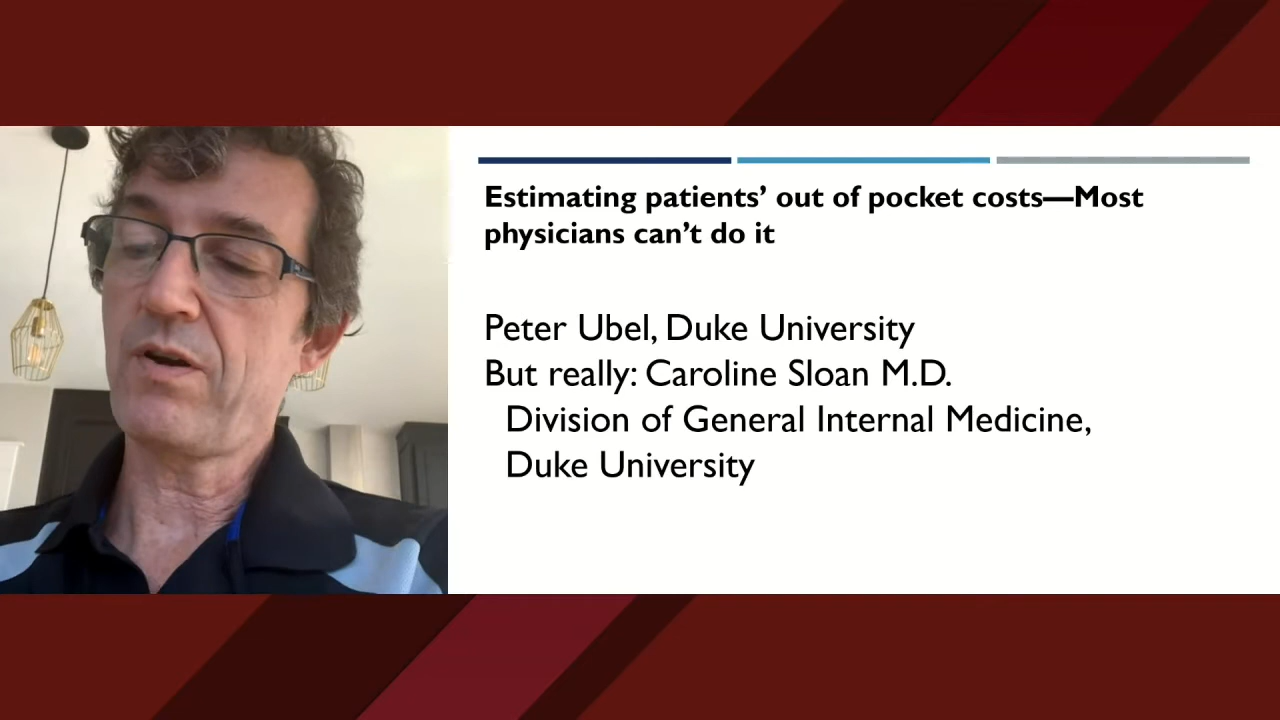 Estimating patients’ out of pocket costs—Most
physicians can’t do it
Peter Ubel, Duke University
But really: Caroline Sloan M.D.
Division of General Internal Medicine,
Duke University